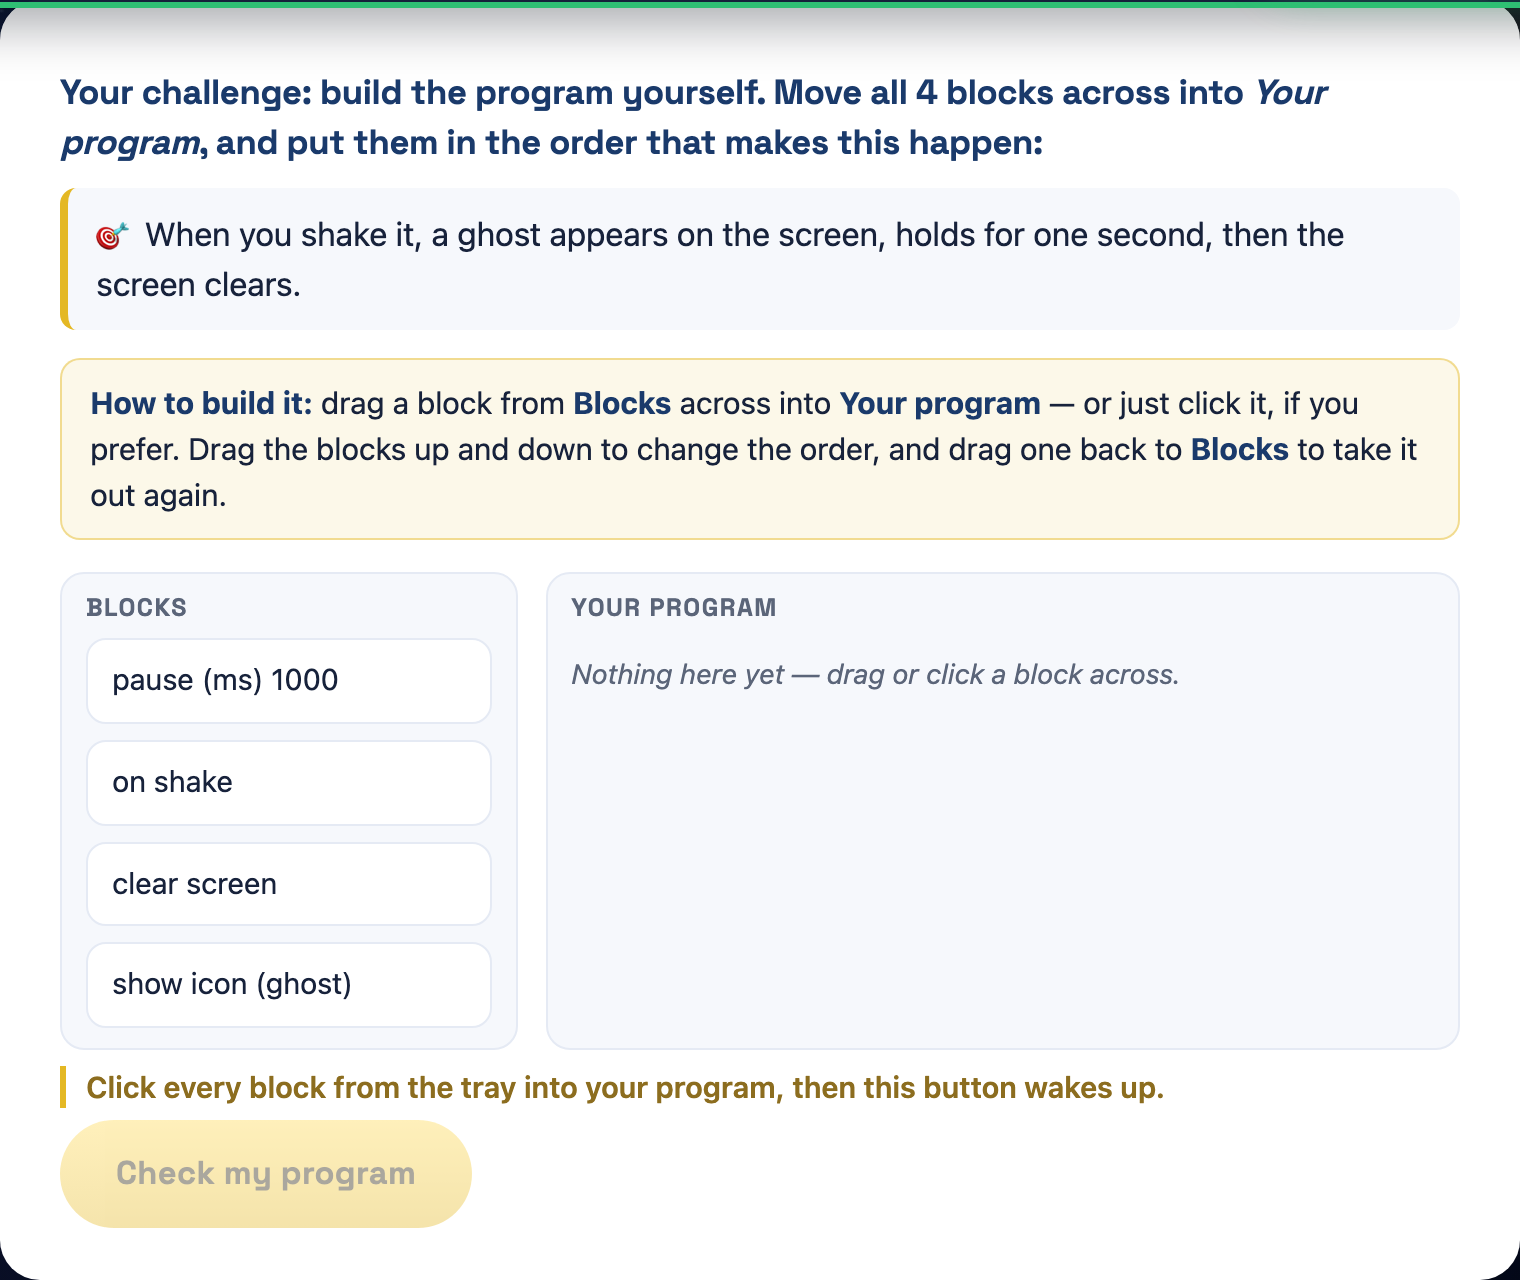 Your challenge: build the program yourself. Move all 4 blocks across into Your
program, and put them in the order that makes this happen:
🎯 When you shake it, a ghost appears on the screen, holds for one second, then the
screen clears.
How to build it: drag a block from Blocks across into Your program — or just click it, if you
prefer. Drag the blocks up and down to change the order, and drag one back to Blocks to take it
out again.
BLOCKS
pause (ms) 1000
on shake
clear screen
show icon (ghost)
YOUR PROGRAM
Nothing here yet — drag or click a block across.
Click every block from the tray into your program, then this button wakes up.
Check my program